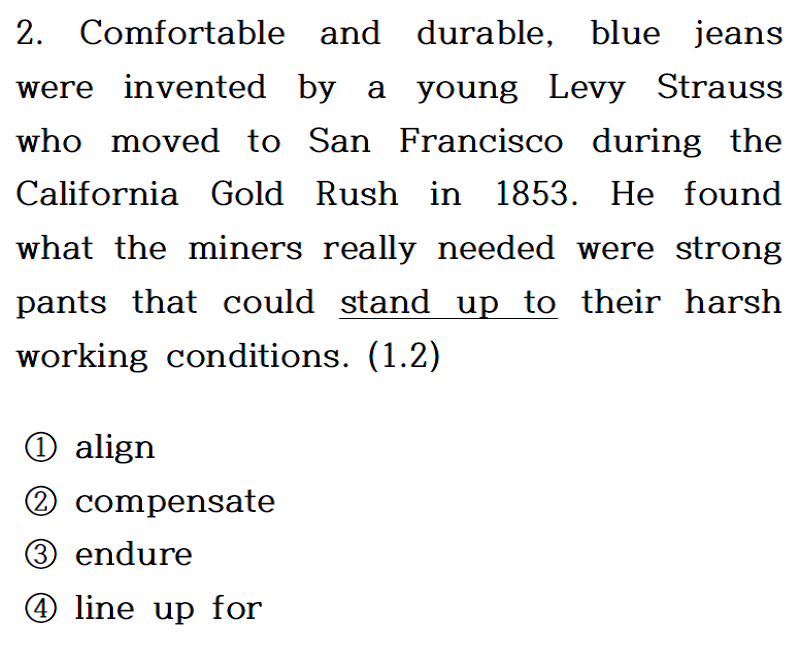 2. Comfortable and durable, blue jeans
were invented by a young Levy Strauss
who moved to San Francisco during the
California Gold Rush in 1853. He found
what the miners really needed were strong
pants that could stand up to their harsh
working conditions. (1.2)
① align
② compensate
③ endure
④ line up for